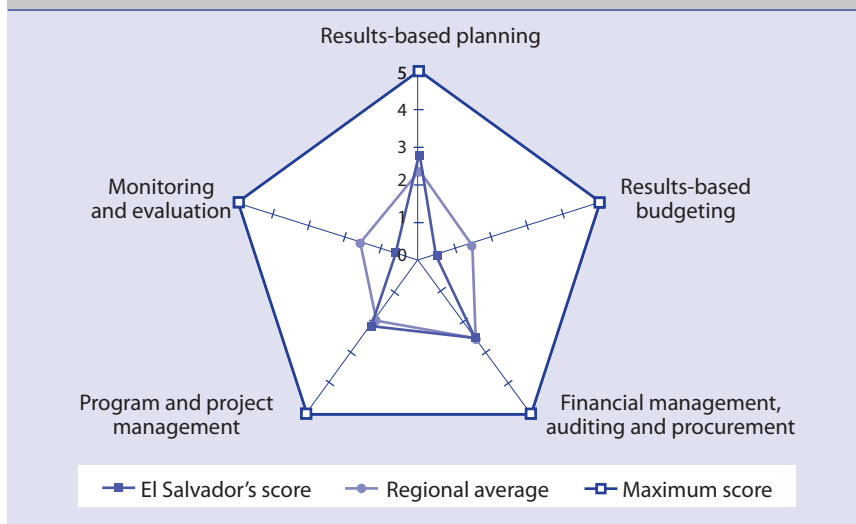 Results-based planning
5
4
3
2
1
0
Monitoring
and evaluation
Results-based
budgeting
Program and project
management
Financial management,
auditing and procurement
El Salvador's score
Regional average
Maximum score